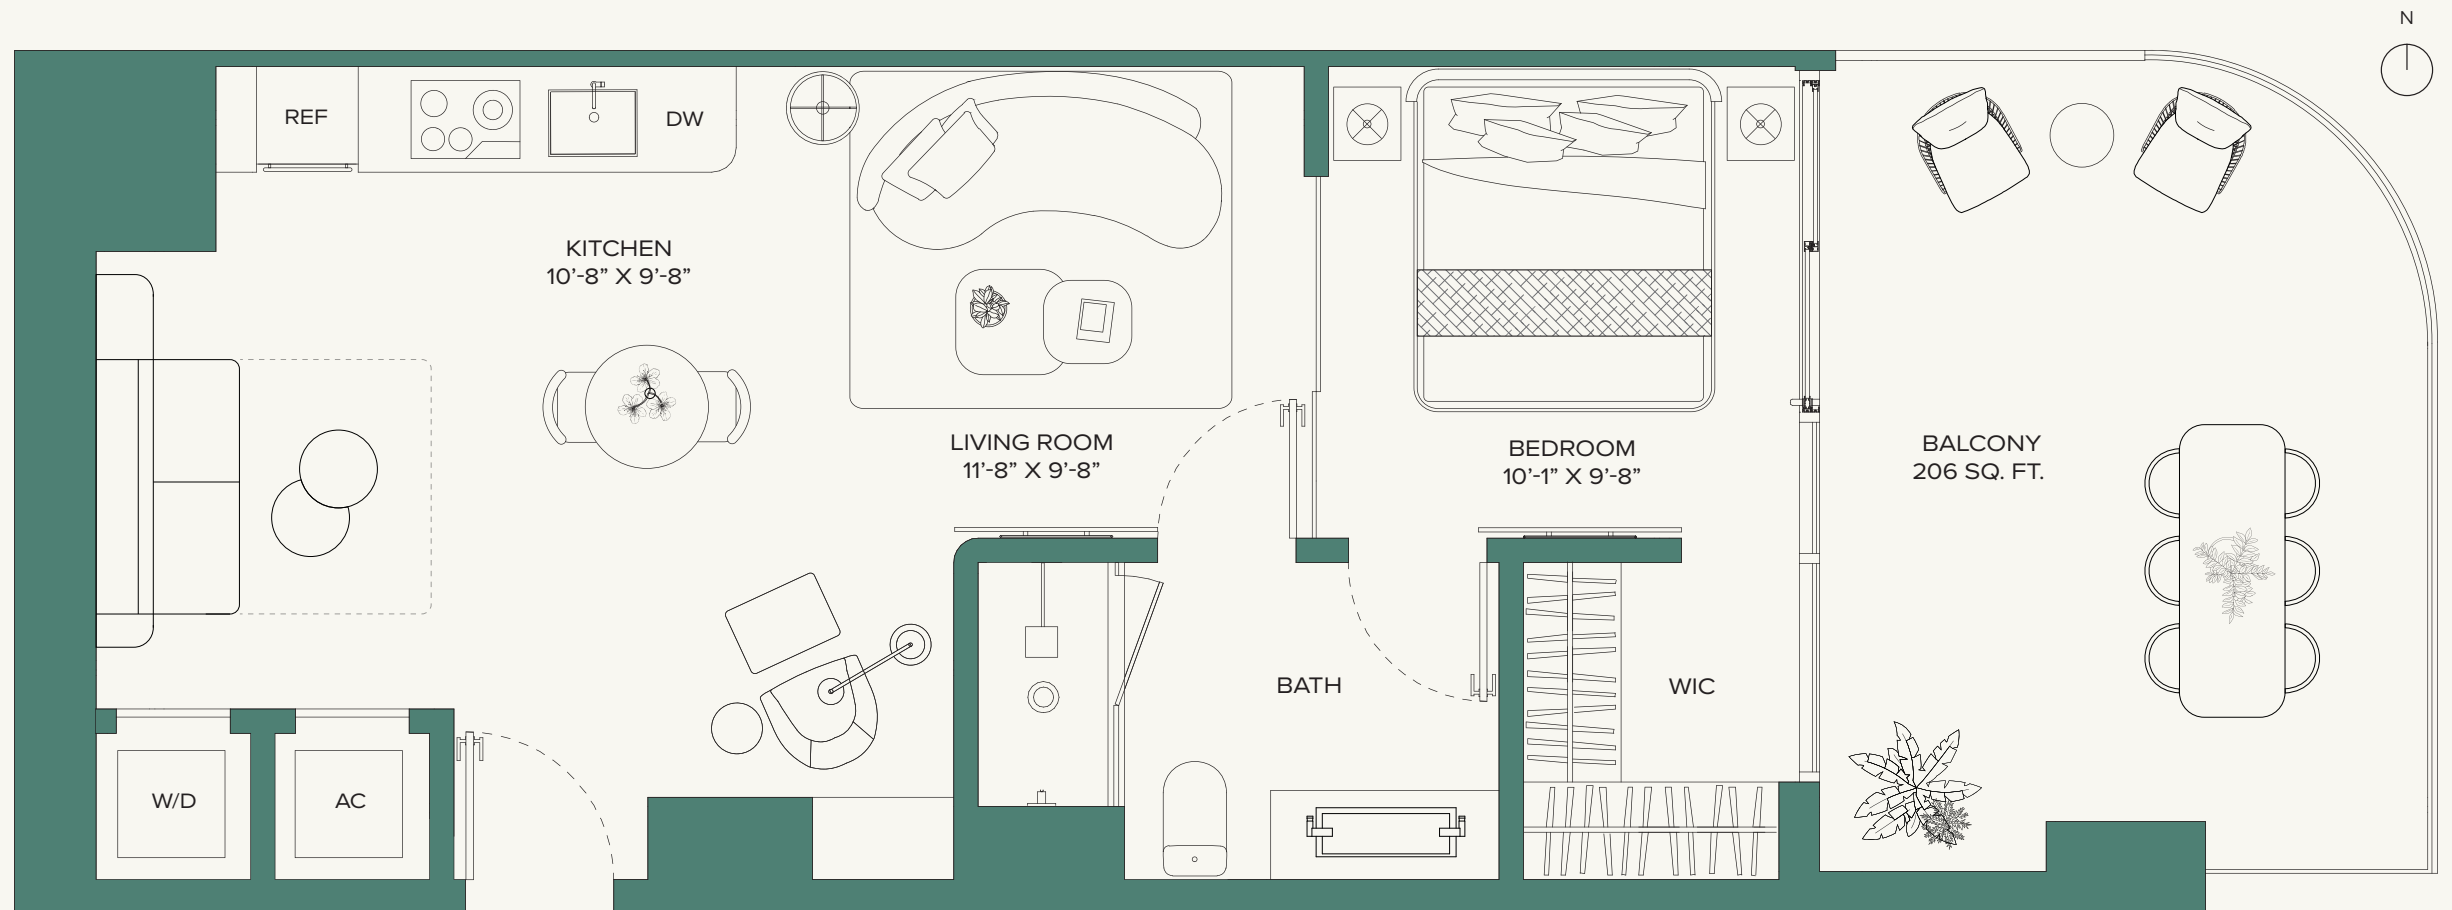 N
REF
DW
KITCHEN
10’-8” X 9’-8”
LIVING ROOM
11’-8” X 9’-8”
BEDROOM
10’-1” X 9’-8”
BALCONY
206 SQ. FT.
BATH
WIC
W/D
AC